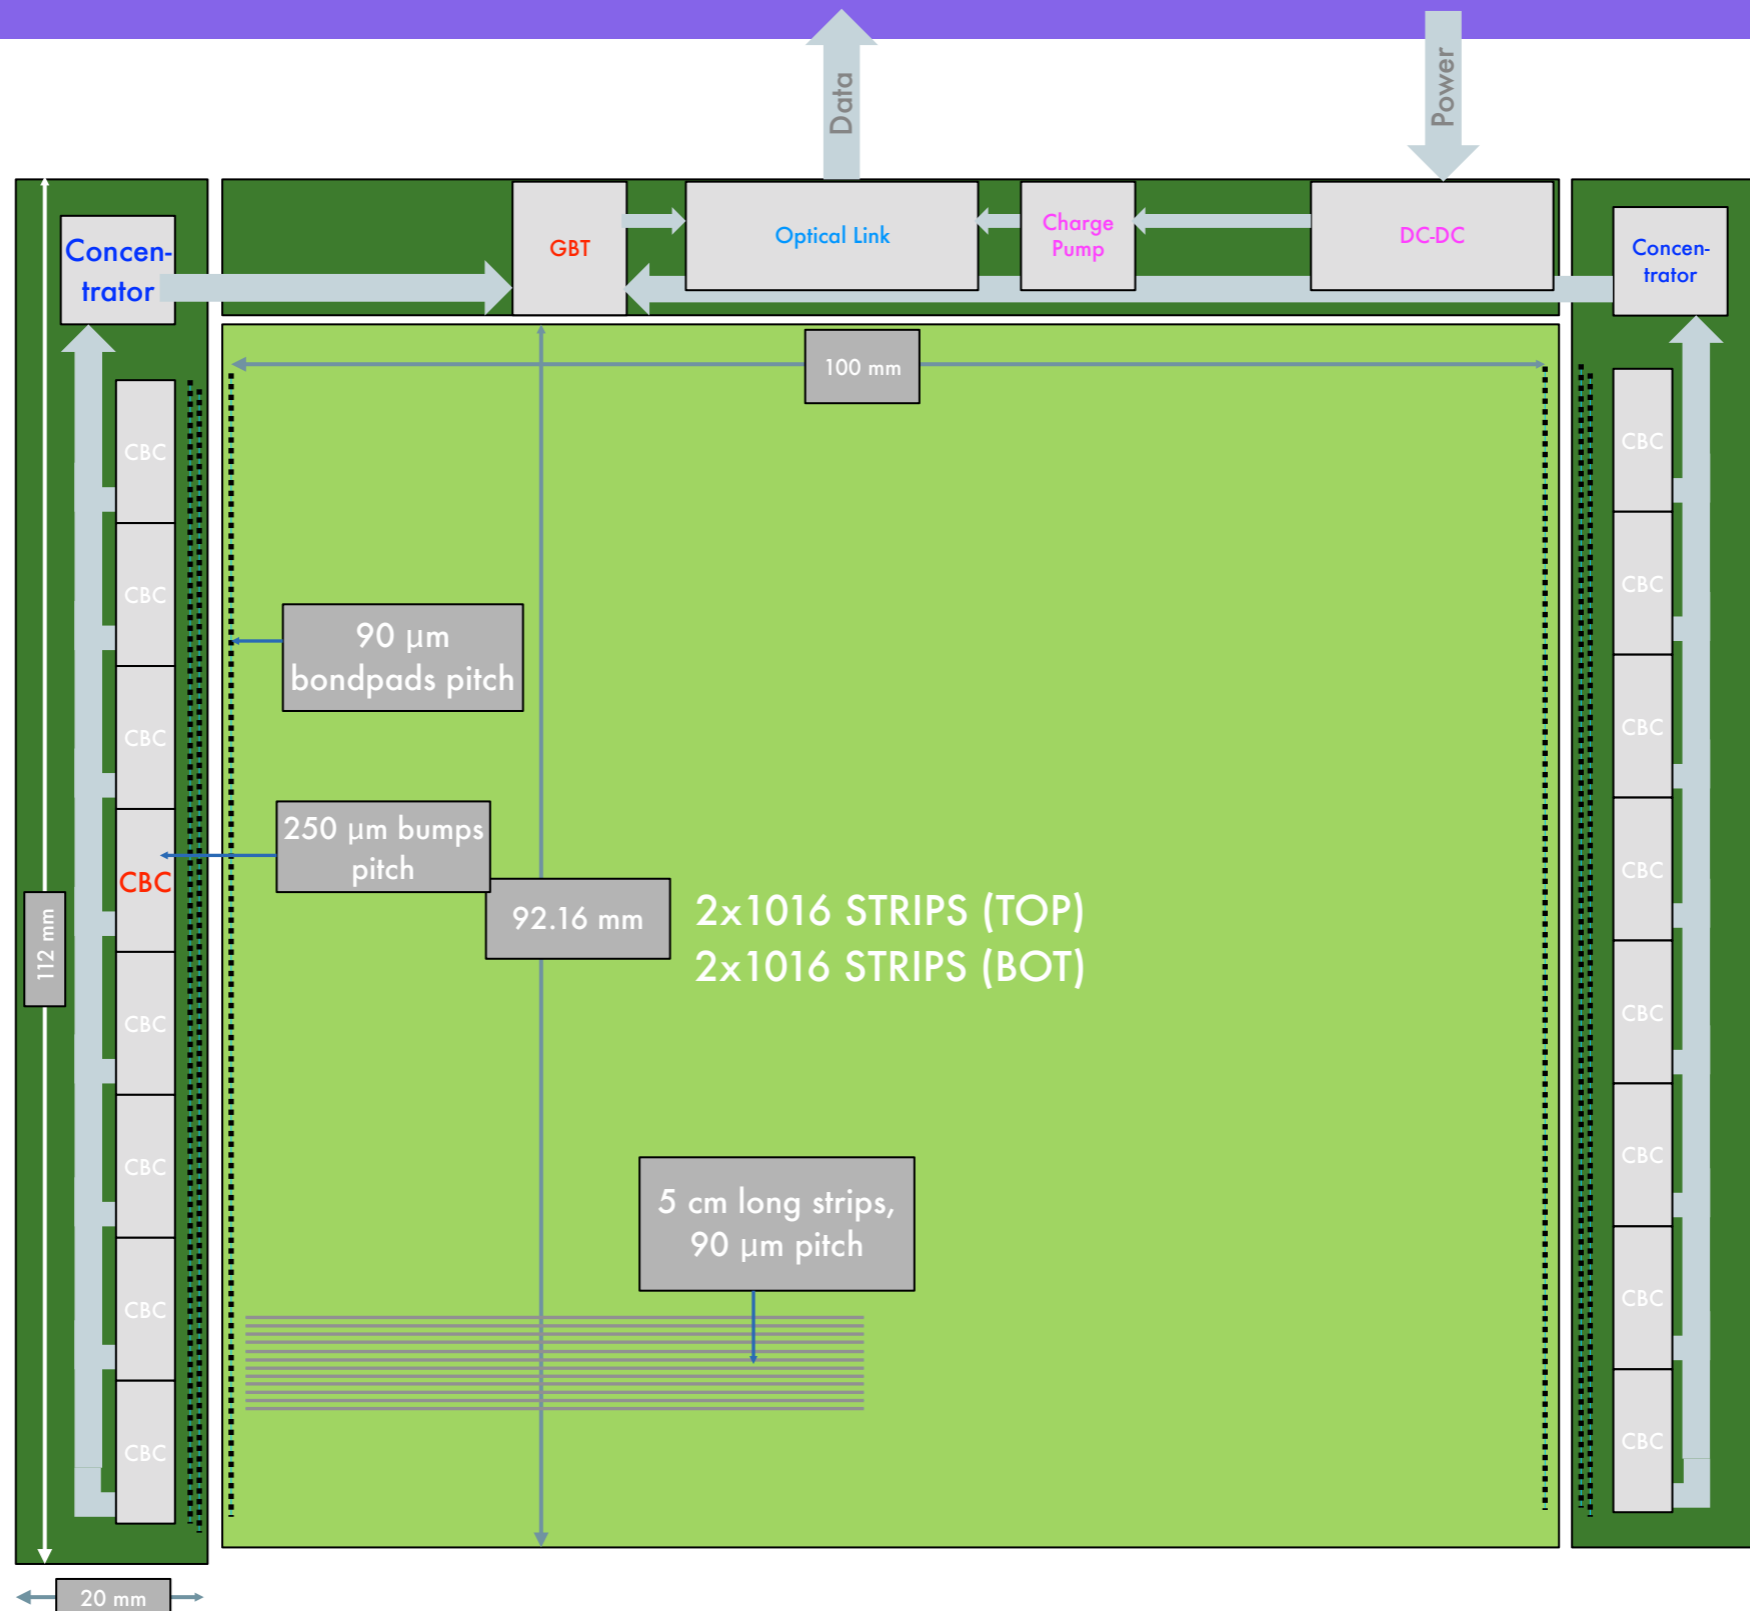 Data
Power
Concen-
trator
GBT
Optical Link
Charge
Pump
DC-DC
Concen-
trator
100 mm
CBC
CBC
CBC
CBC
CBC
CBC
CBC
CBC
90 µm
bondpads pitch
250 µm bumps
pitch
92.16 mm
112 mm
2x1016 STRIPS (TOP)
2x1016 STRIPS (BOT)
5 cm long strips,
90 µm pitch
CBC
CBC
CBC
CBC
CBC
CBC
CBC
CBC
20 mm